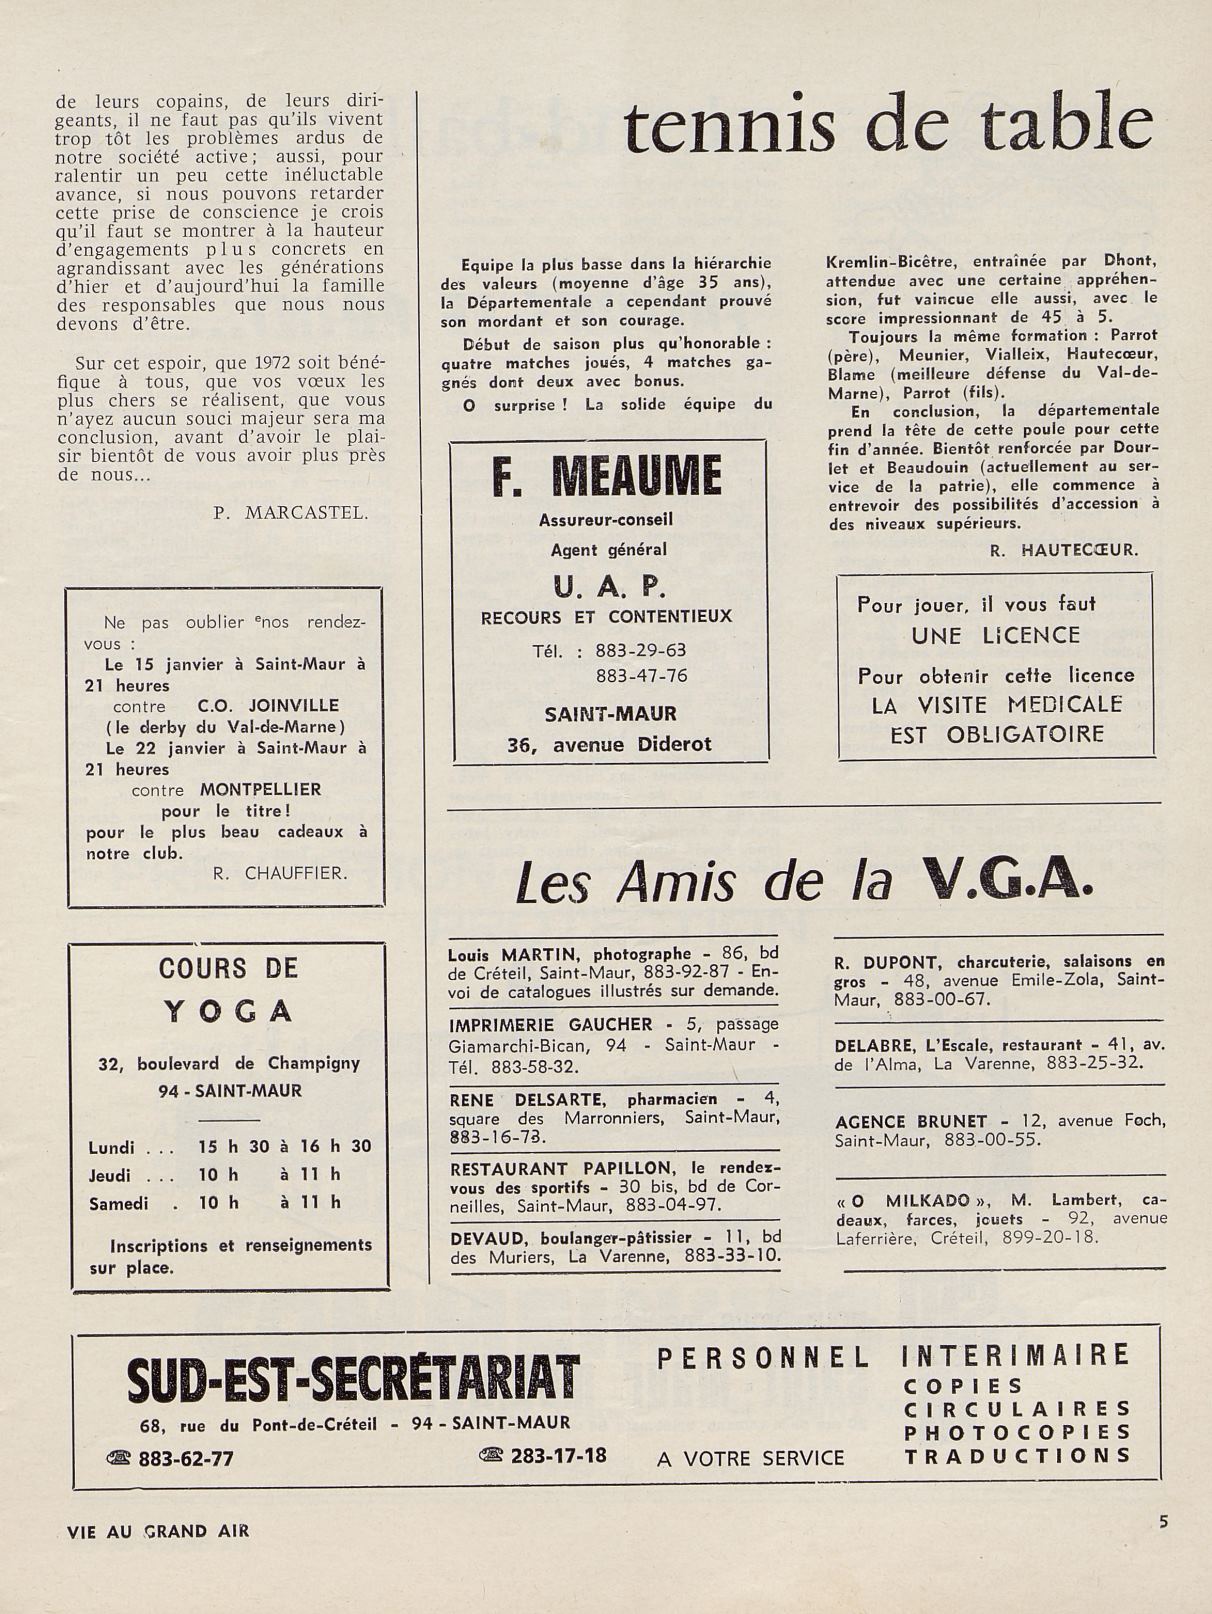 de leurs copains, de leurs diri-
geants, il ne faut pas qu'ils vivent
trop tôt les problèmes ardus de
notre société active ; aussi, pour
ralentir un peu cette inéluctable
avance, si nous pouvons retarder
cette prise de conscience je crois
qu'il faut se montrer à la hauteur
d'engagements plus concrets en
agrandissant avec les générations
d'hier et d'aujourd'hui la famille
des responsables que nous nous
devons d'être.
Sur cet espoir, que 1972 soit béné-
fique à tous, que vos vœux les
plus chers se réalisent, que vous
n'ayez aucun souci majeur sera ma
conclusion, avant d'avoir le plai-
sir bientôt de vous avoir plus près
de nous...
P. MARCASTEL.
Ne pas oublier enos rendez-
vous :
Le 15 janvier à Saint-Maur à
21 heures
contre C.O. JOINVILLE
(le derby du Val-de-Marne)
Le 22 janvier à Saint-Maur à
21 heures
contre MONTPELLIER
pour le titre !
pour le plus beau cadeaux à
notre club.
R. CHAUFFIER.
COURS DE
YOGA
32, boulevard de Champigny
94 - SAINT-MAUR
Lundi . . . 15 h 30 à 16 h 30
Jeudi . . . 10 h à 11 h
Samedi . 10 h à 11 h
Inscriptions et renseignements
sur place.
tennis de table
Equipe la plus basse dans la hiérarchie
des valeurs (moyenne d'âge 35 ans),
la Départementale a cependant prouvé
son mordant et son courage.
Début de saison plus qu'honorable :
quatre matches joués, 4 matches ga-
gnés dont deux avec bonus.
O surprise ! La solide équipe du
Kremlin-Bicêtre, entraînée par Dhont,
attendue avec une certaine appréhen-
sion, fut vaincue elle aussi, avec le
score impressionnant de 45 à 5.
Toujours la même formation : Parrot
(père), Meunier, Vialleix, Hautecœur,
Blame (meilleure défense du Val-de-
Marne), Parrot (fils).
En conclusion, la départementale
prend la tête de cette poule pour cette
fin d'année. Bientôt renforcée par Dour-
let et Beaudouin (actuellement au ser-
vice de la patrie), elle commence à
entrevoir des possibilités d'accession à
des niveaux supérieurs.
R. HAUTECŒUR.
F. MEAUME
Assureur-conseil
Agent général
U. A. P.
RECOURS ET CONTENTIEUX
Tél. : 883-29-63
883-47-76
SAINT-MAUR
36, avenue Diderot
Pour jouer, il vous faut
UNE LICENCE
Pour obtenir cette licence
LA VISITE MEDICALE
EST OBLIGATOIRE
Les Amis de la V.G.A.
Louis MARTIN, photographe - 86, bd
de Créteil, Saint-Maur, 883-92-87 - En-
voi de catalogues illustrés sur demande.
IMPRIMERIE GAUCHER - 5, passage
Giamarchi-Bican, 94 - Saint-Maur -
Tél. 883-58-32.
RENE DELSARTE, pharmacien - 4,
square des Marronniers, Saint-Maur,
883-16-73.
RESTAURANT PAPILLON, le rendez-
vous des sportifs - 30 bis, bd de Cor-
neilles, Saint-Maur, 883-04-97.
DEVAUD, boulanger-pâtissier - 11, bd
des Muriers, La Varenne, 883-33-10.
R. DUPONT, charcuterie, salaisons en
gros - 48, avenue Emile-Zola, Saint-
Maur, 883-00-67.
DELABRE, L'Escale, restaurant - 41, av.
de l'Alma, La Varenne, 883-25-32.
AGENCE BRUNET - 12, avenue Foch,
Saint-Maur, 883-00-55.
« O MILKADO », M. Lambert, ca-
deaux, farces, jouets - 92, avenue
Laferrière, Créteil, 899-20-18.
SUD-EST-SECRÉTARIAT
68, rue du Pont-de-Créteil - 94 - SAINT-MAUR
☎ 883-62-77 ☎ 283-17-18
PERSONNEL INTERIMAIRE
COPIES
CIRCULAIRES
PHOTOCOPIES
A VOTRE SERVICE TRADUCTIONS
VIE AU GRAND AIR
5